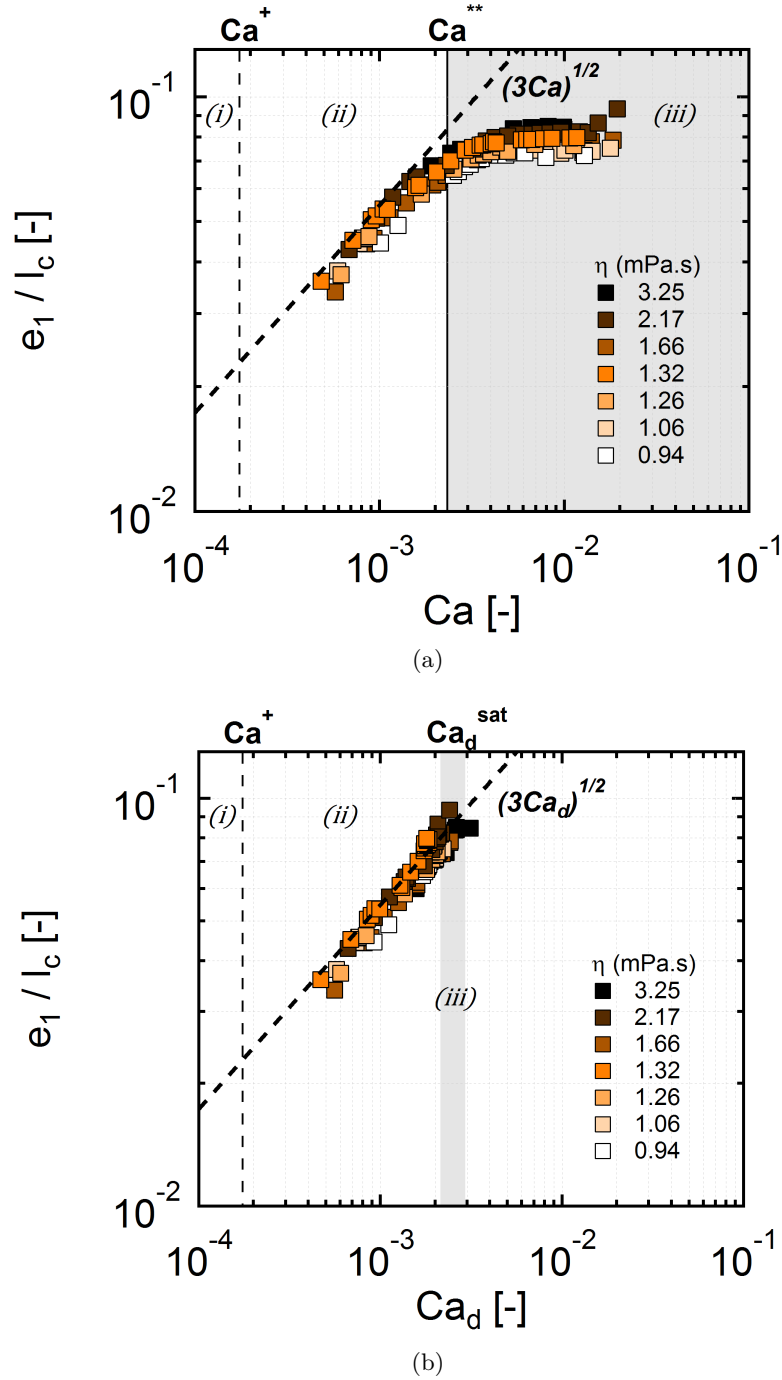 Ca+ Ca**
10-1
(i) (ii) (3Ca)1/2 (iii)
e1 / lc [-]
η (mPa.s)
3.25
2.17
1.66
1.32
1.26
1.06
0.94
10-2
10-4 10-3 10-2 10-1
Ca [-]
(a)
Ca+ Cadsat
10-1
(i) (ii) (3Cad)1/2
e1 / lc [-]
(iii)
η (mPa.s)
3.25
2.17
1.66
1.32
1.26
1.06
0.94
10-2
10-4 10-3 10-2 10-1
Cad [-]
(b)